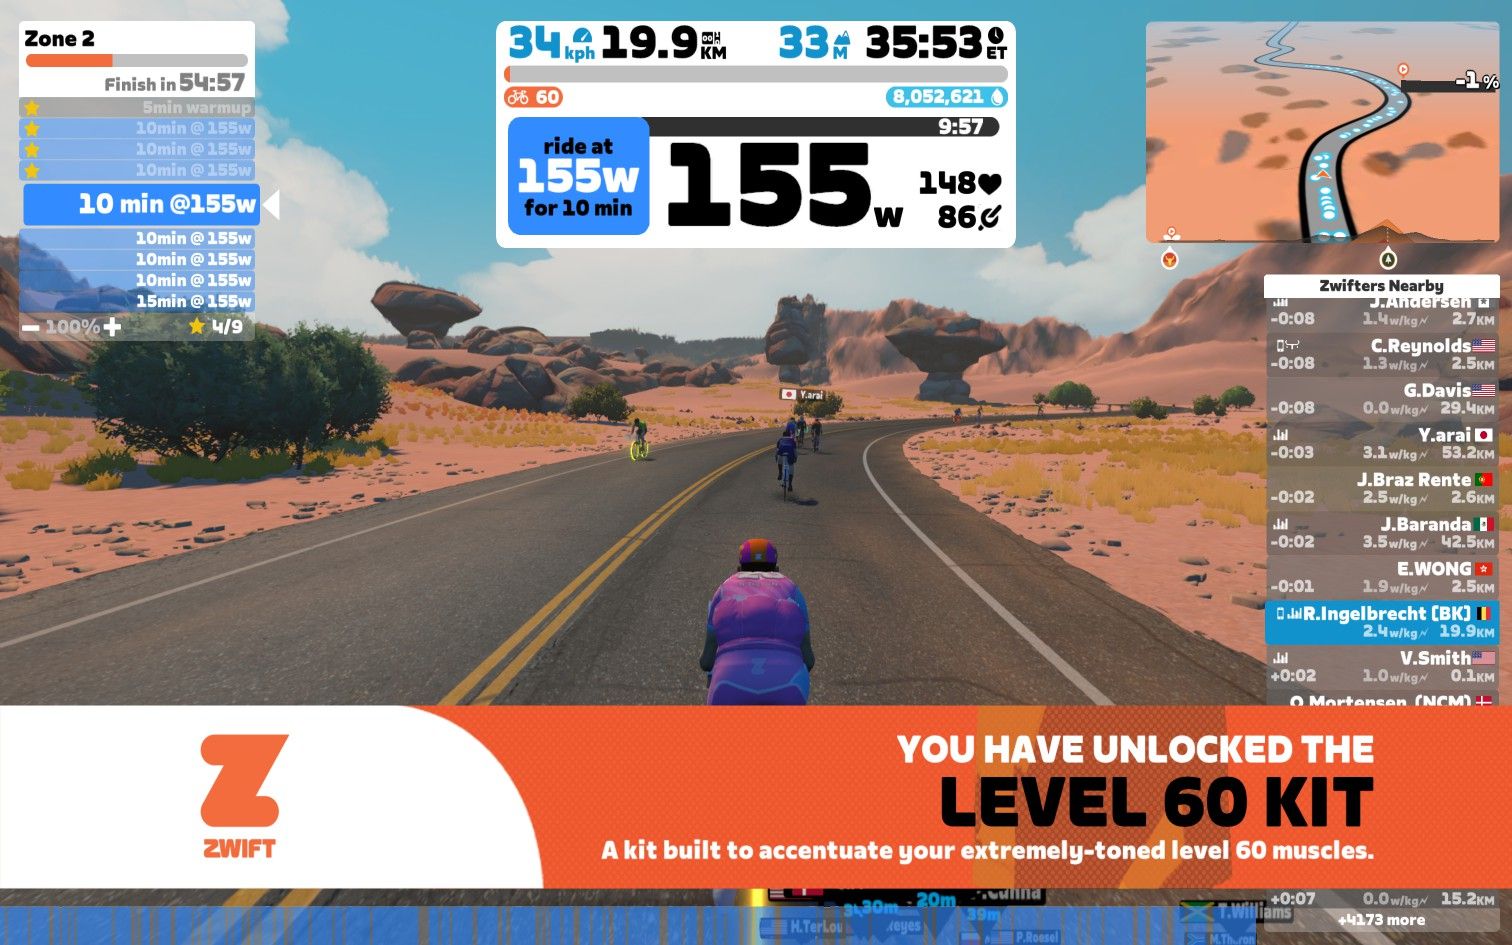 Zone 2
Finish in 54:57
5min warmup
10min @ 155w
10min @ 155w
10min @ 155w
10 min @155w
10min @ 155w
10min @ 155w
10min @ 155w
15min @ 155w
100%
4/9
34 kph 19.9 KM 33 M 35:53 ET
60
8,052,621
9:57
ride at
155w
for 10 min
155 w
148
86
-1 %
Y.arai
Zwifters Nearby
J.Andersen
-0:08 1.4w/kg 2.7KM
C.Reynolds
-0:08 1.3w/kg 2.5KM
G.Davis
-0:08 0.0w/kg 29.4KM
Y.arai
-0:03 3.1w/kg 53.2KM
J.Braz Rente
-0:02 2.5w/kg 2.6KM
J.Baranda
-0:02 3.5w/kg 42.5KM
E.WONG
-0:01 1.9w/kg 2.5KM
R.Ingelbrecht [BK]
2.4w/kg 19.9KM
V.Smith
+0:02 1.0w/kg 0.1KM
O.Mortensen (NCM)
ZWIFT
YOU HAVE UNLOCKED THE
LEVEL 60 KIT
A kit built to accentuate your extremely-toned level 60 muscles.
+0:07 0.0w/kg 15.2KM
+4173 more
20m
30m
39m
T.Williams
H.TerLou
P.Roesel